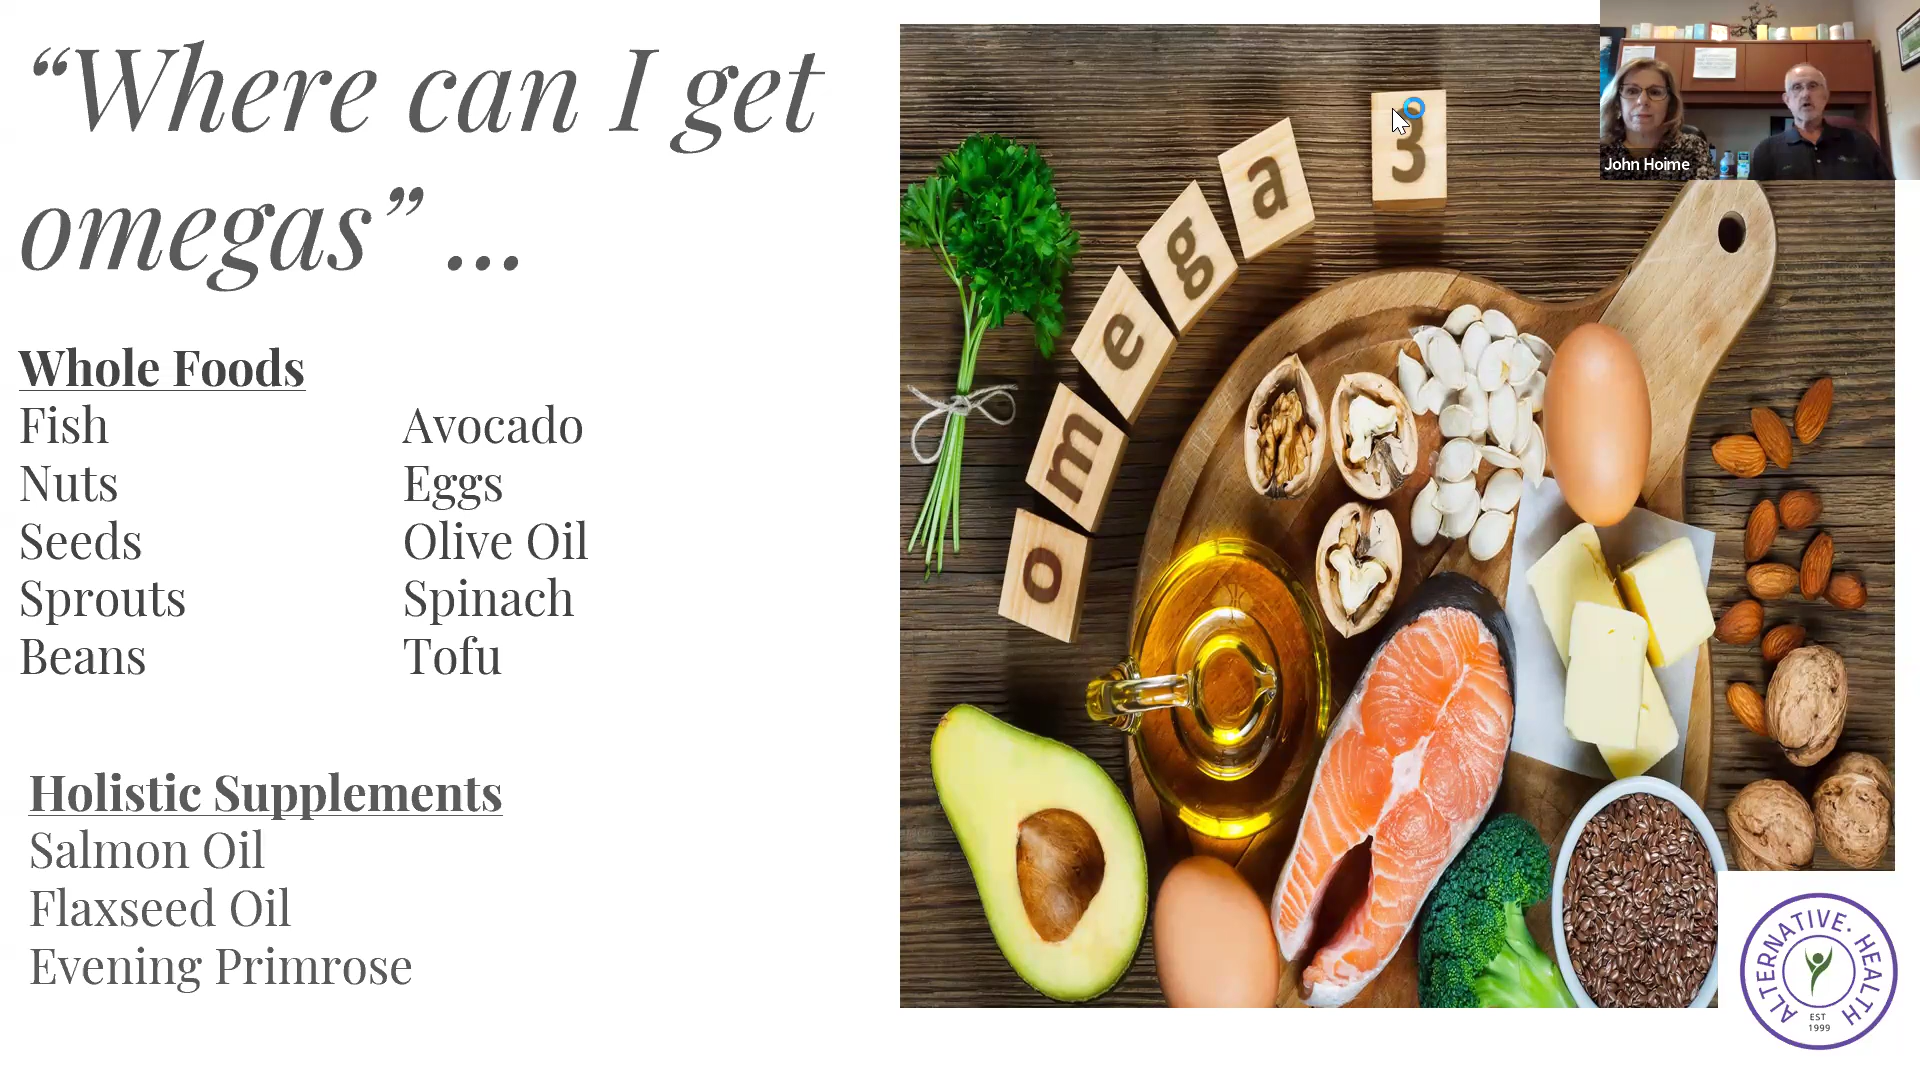 “Where can I get
omegas” ...
Whole Foods
Fish
Nuts
Seeds
Sprouts
Beans
Avocado
Eggs
Olive Oil
Spinach
Tofu
Holistic Supplements
Salmon Oil
Flaxseed Oil
Evening Primrose
omega 3
John Hoime
ALTERNATIVE. HEALTH
EST
1999